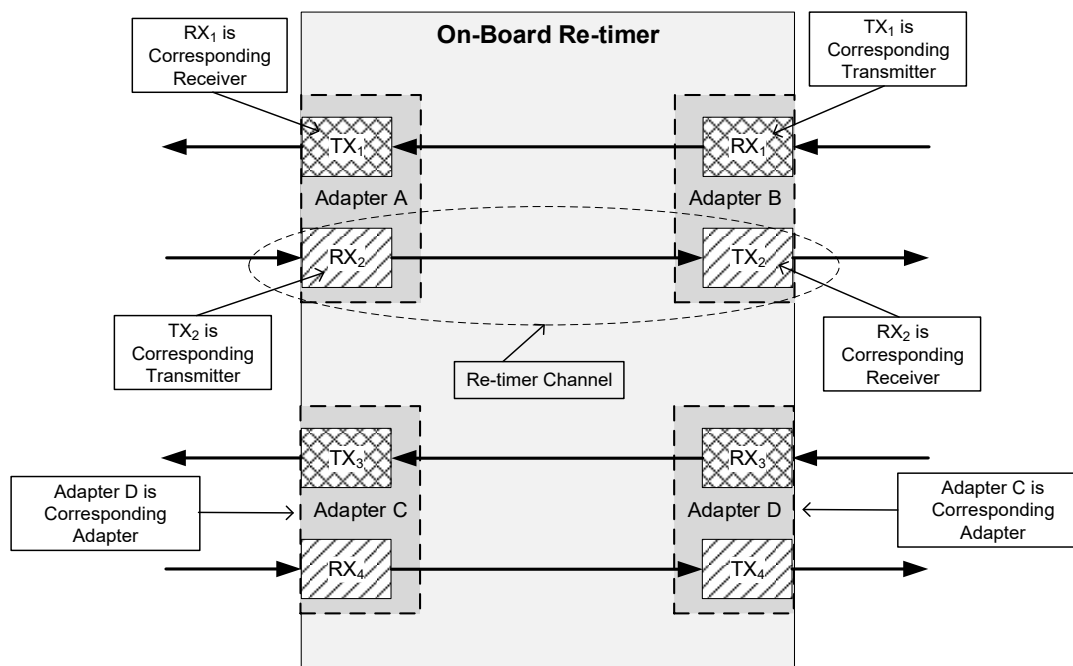 On-Board Re-timer
RX₁ is
Corresponding
Receiver
TX₁ is
Corresponding
Transmitter
TX₁
RX₁
Adapter A
Adapter B
RX₂
TX₂
TX₂ is
Corresponding
Transmitter
Re-timer Channel
RX₂ is
Corresponding
Receiver
TX₃
RX₃
Adapter D is
Corresponding
Adapter
Adapter C
Adapter D
Adapter C is
Corresponding
Adapter
RX₄
TX₄